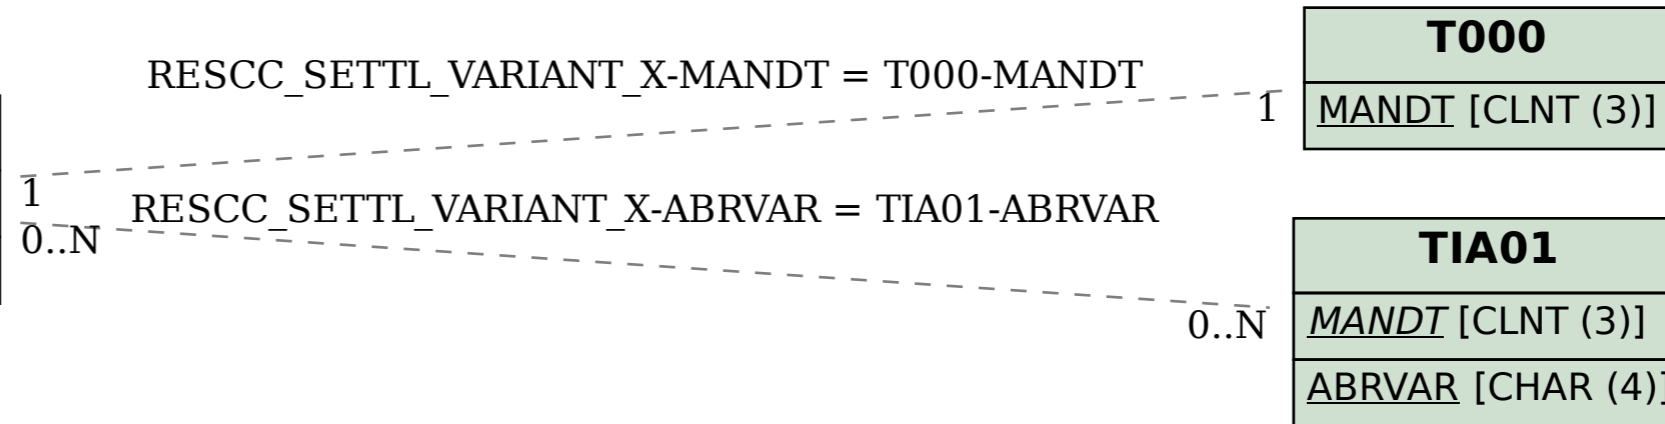 T000
RESCC_SETTL_VARIANT_X-MANDT = T000-MANDT
1
MANDT [CLNT (3)]
1
RESCC_SETTL_VARIANT_X-ABRVAR = TIA01-ABRVAR
0..N
TIA01
0..N
MANDT [CLNT (3)]
ABRVAR [CHAR (4)]